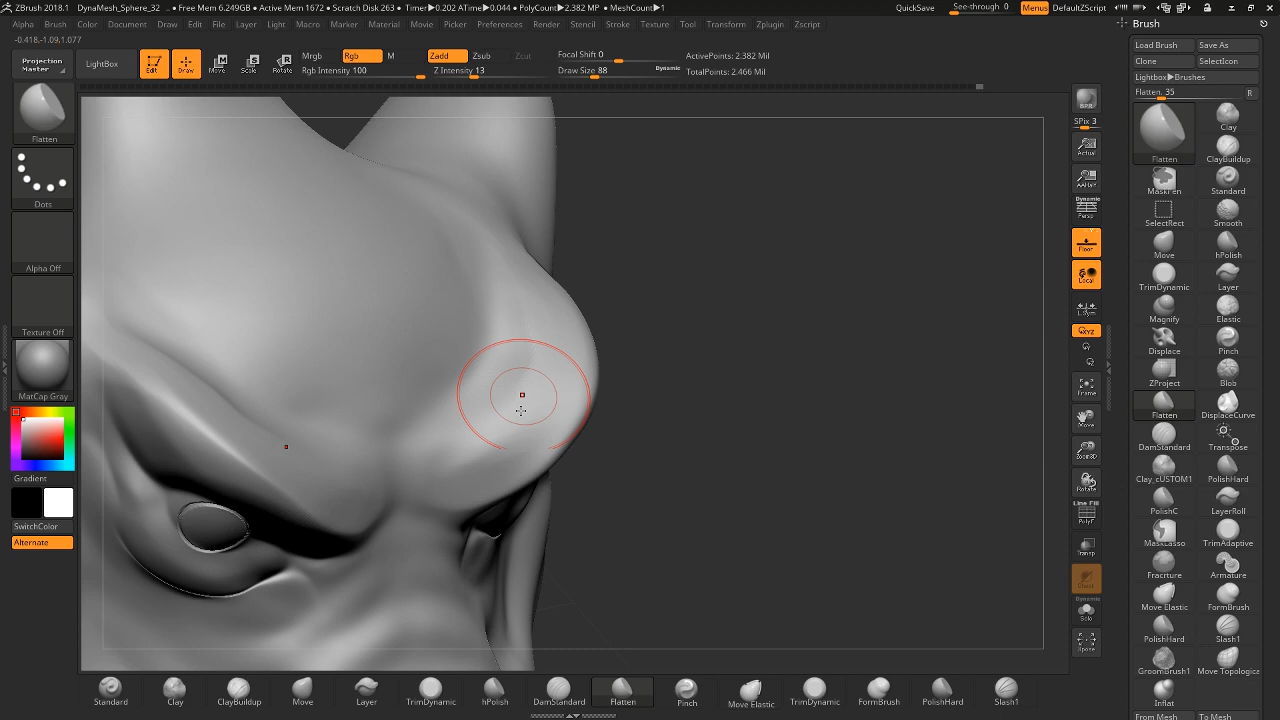 ZBrush 2018.1 DynaMesh_Sphere_32 .. • Free Mem 6.249GB • Active Mem 1672 • Scratch Disk 263 • Timer▶0.202 ATime▶0.044 • PolyCount▶2.382 MP • MeshCount▶1 QuickSave See-through 0 Menus DefaultZScript
Alpha Brush Color Document Draw Edit File Layer Light Macro Marker Material Movie Picker Preferences Render Stencil Stroke Texture Tool Transform Zplugin Zscript
Brush
-0.418,-1.09,1.077
Load Brush Save As
Clone SelectIcon
Lightbox▶Brushes
Flatten. 35 R
Projection Master
LightBox
Edit Draw Move Scale Rotate
Mrgb Rgb M
Rgb Intensity 100
Zadd Zsub Zcut
Z Intensity 13
Focal Shift 0
Draw Size 88 Dynamic
ActivePoints: 2.382 Mil
TotalPoints: 2.466 Mil
Flatten
Dots
Alpha Off
Texture Off
MatCap Gray
Gradient
SwitchColor
Alternate
BPR
SPix 3
Actual
AAHalf
Dynamic
Persp
Floor
Local
L.Sym
XYZ
Frame
Move
Zoom3D
Rotate
Line Fill
PolyF
Transp
Ghost
Dynamic
Solo
Xpose
Flatten Clay
ClayBuildup
MaskPen Standard
SelectRect Smooth
Move hPolish
TrimDynamic Layer
Magnify Elastic
Displace Pinch
ZProject Blob
Flatten DisplaceCurve
DamStandard Transpose
Clay_cUSTOM1 PolishHard
PolishC LayerRoll
MaskLasso TrimAdaptive
Fracrture Armature
Move Elastic FormBrush
PolishHard Slash1
GroomBrush1 Move Topologica
Inflat
From Mesh To Mesh
Standard Clay ClayBuildup Move Layer TrimDynamic hPolish DamStandard Flatten Pinch Move Elastic TrimDynamic FormBrush PolishHard Slash1